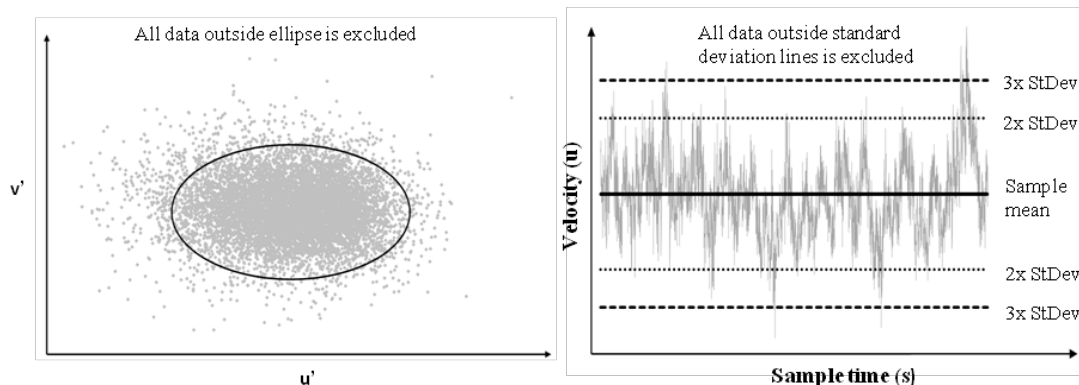 All data outside ellipse is excluded
v'
u'
All data outside standard
deviation lines is excluded
3x StDev
2x StDev
Sample
mean
2x StDev
3x StDev
Velocity (u)
Sample time (s)